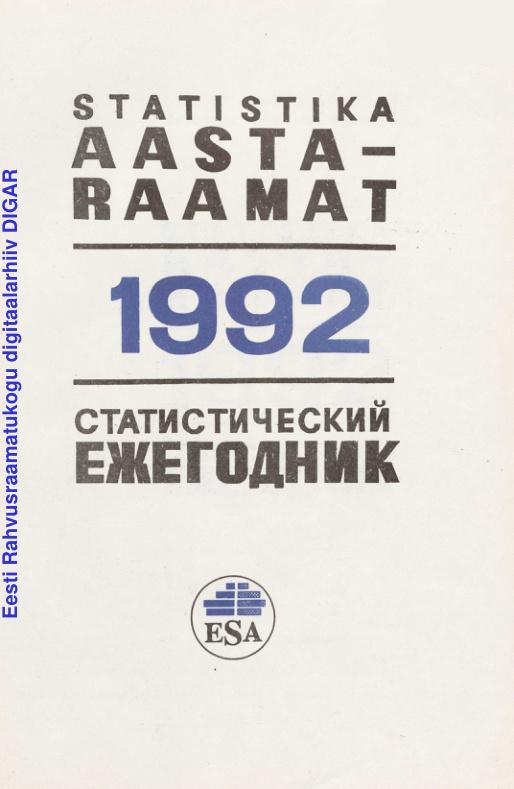 STATISTIKA
AASTA-
RAAMAT
1992
СТАТИСТИЧЕСКИЙ
ЕЖЕГОДНИК
ESA
Eesti Rahvusraamatukogu digitaalarhiiv DIGAR